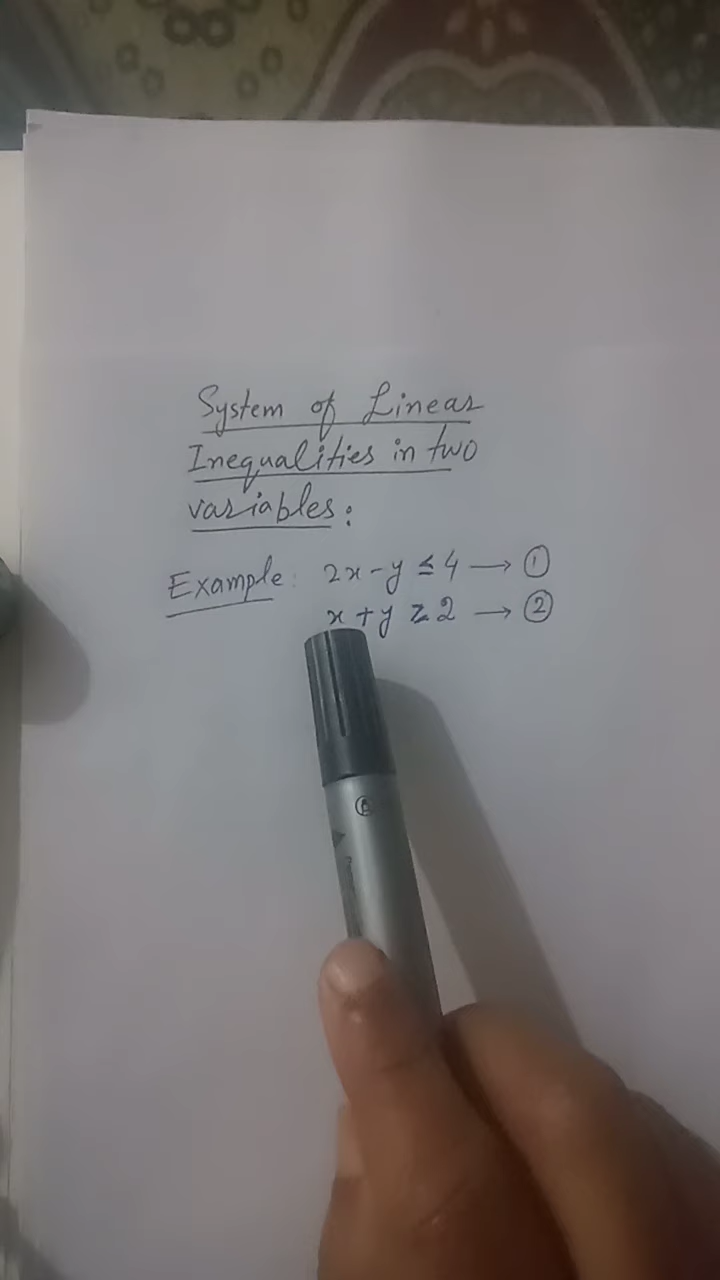 System of Linear
Inequalities in two
variables:
Example: 2x - y ≤ 4 → ①
x + y ≥ 2 → ②